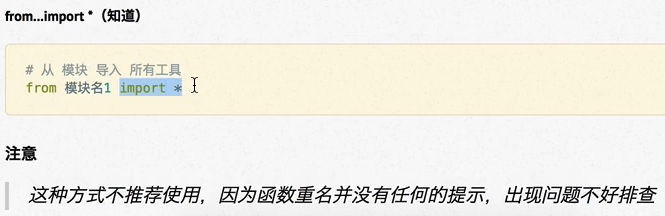 from...import *（知道）
# 从 模块 导入 所有工具
from 模块名1 import *
注意
这种方式不推荐使用，因为函数重名并没有任何的提示，出现问题不好排查